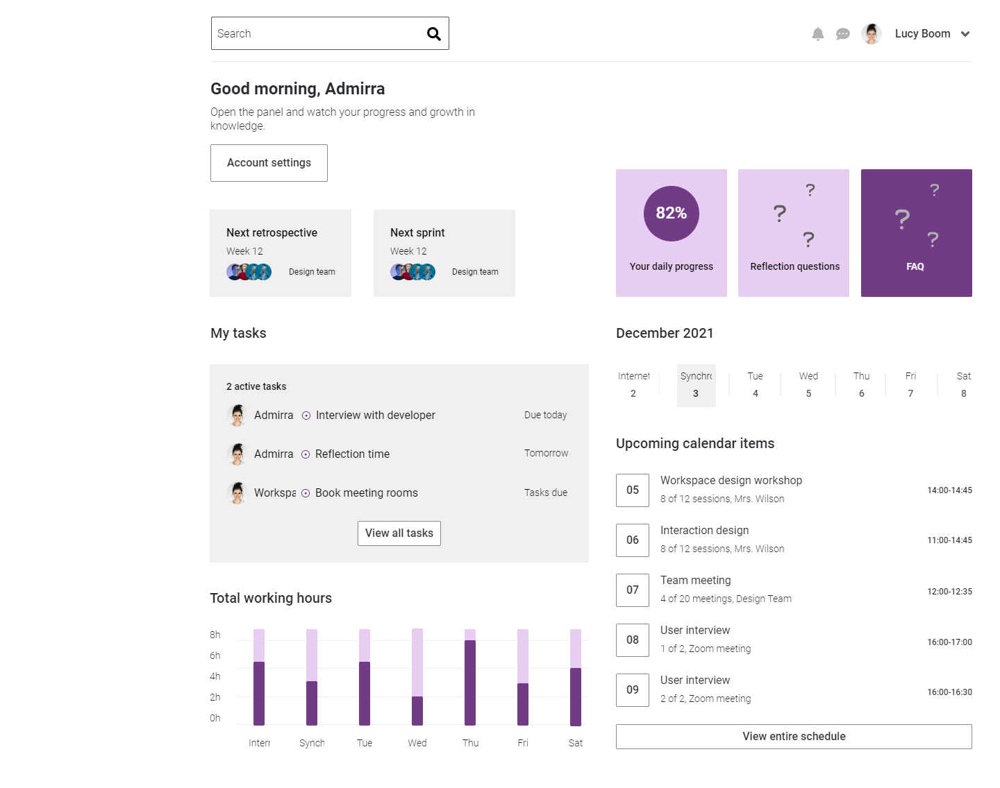 Search
Lucy Boom
Good morning, Admirra
Open the panel and watch your progress and growth in
knowledge.
Account settings
Next retrospective
Week 12
Design team
Next sprint
Week 12
Design team
82%
Your daily progress
?
?
?
Reflection questions
?
?
?
FAQ
My tasks
2 active tasks
Admirra Interview with developer Due today
Admirra Reflection time Tomorrow
Workspa Book meeting rooms Tasks due
View all tasks
December 2021
Internet Synchro Tue Wed Thu Fri Sat
2 3 4 5 6 7 8
Upcoming calendar items
05 Workspace design workshop
8 of 12 sessions, Mrs. Wilson
14:00-14:45
06 Interaction design
8 of 12 sessions, Mrs. Wilson
11:00-14:45
07 Team meeting
4 of 20 meetings, Design Team
12:00-12:35
08 User interview
1 of 2, Zoom meeting
16:00-17:00
09 User interview
2 of 2, Zoom meeting
16:00-16:30
View entire schedule
Total working hours
8h
6h
4h
2h
0h
Intern Synch Tue Wed Thu Fri Sat